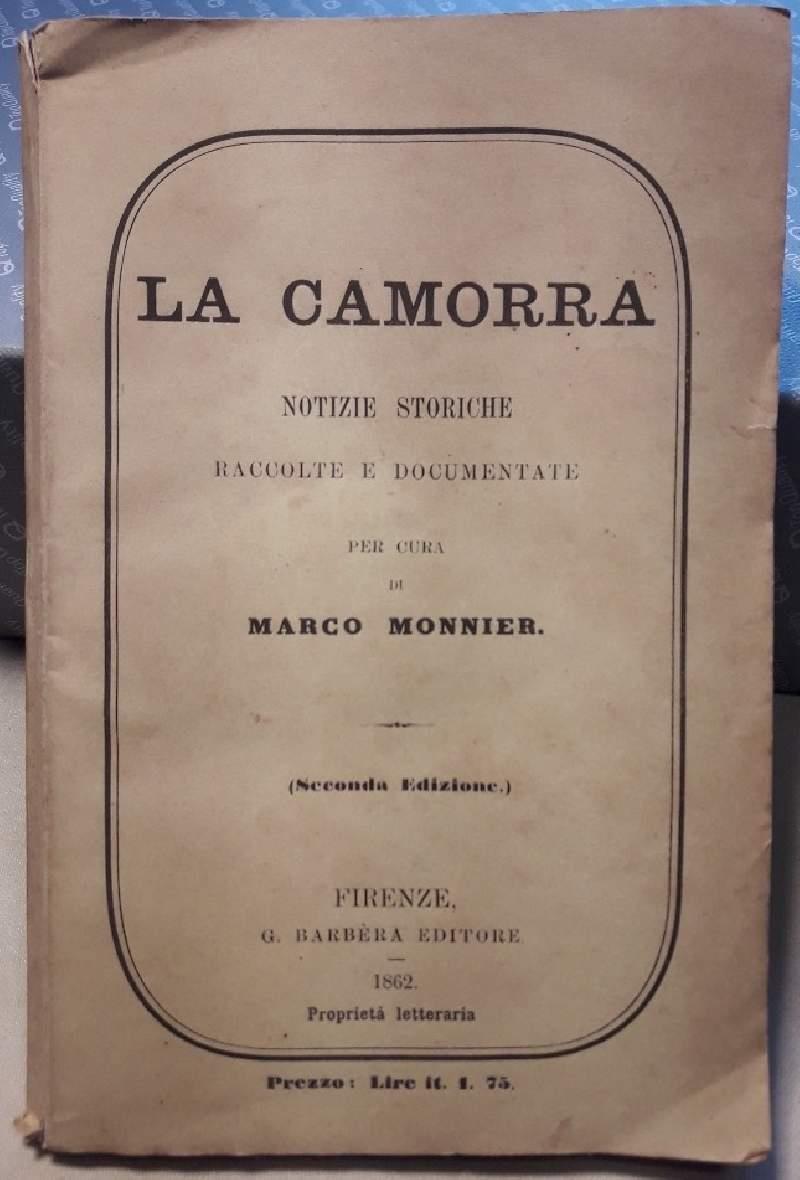 LA CAMORRA
NOTIZIE STORICHE
RACCOLTE E DOCUMENTATE
PER CURA
DI
MARCO MONNIER.
(Seconda Edizione.)
FIRENZE,
G. BARBÈRA EDITORE
1862.
Proprietà letteraria
Prezzo: Lire it. 1. 75.